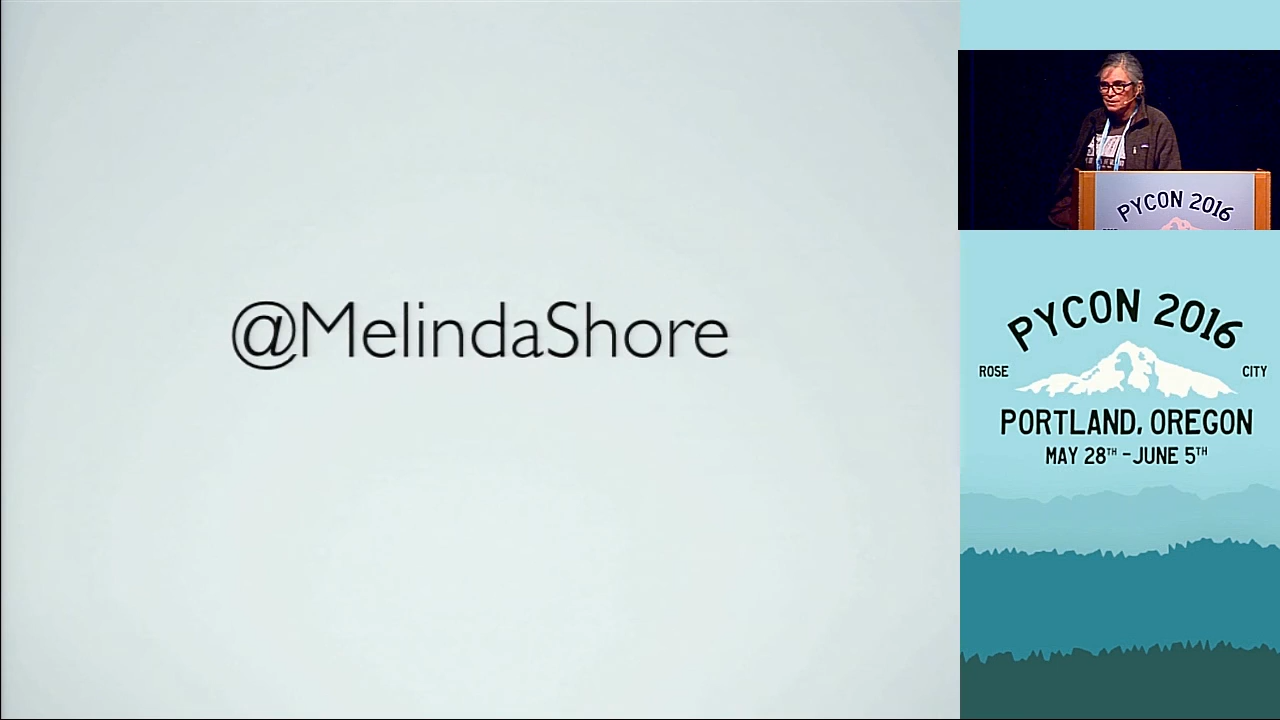 @MelindaShore
PYCON 2016
PYCON 2016
ROSE
CITY
PORTLAND, OREGON
MAY 28TH - JUNE 5TH